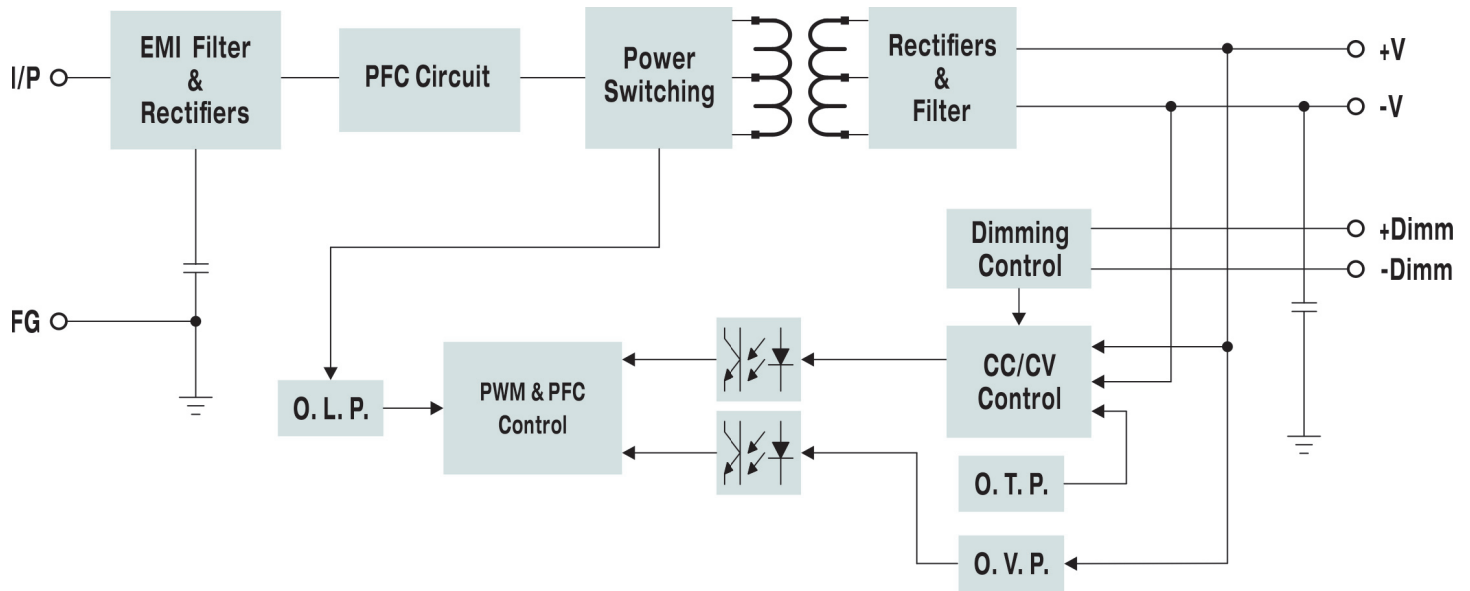 I/P
EMI Filter
&
Rectifiers
PFC Circuit
Power
Switching
Rectifiers
&
Filter
+V
-V
Dimming
Control
+Dimm
-Dimm
FG
O. L. P.
PWM & PFC
Control
CC/CV
Control
O. T. P.
O. V. P.